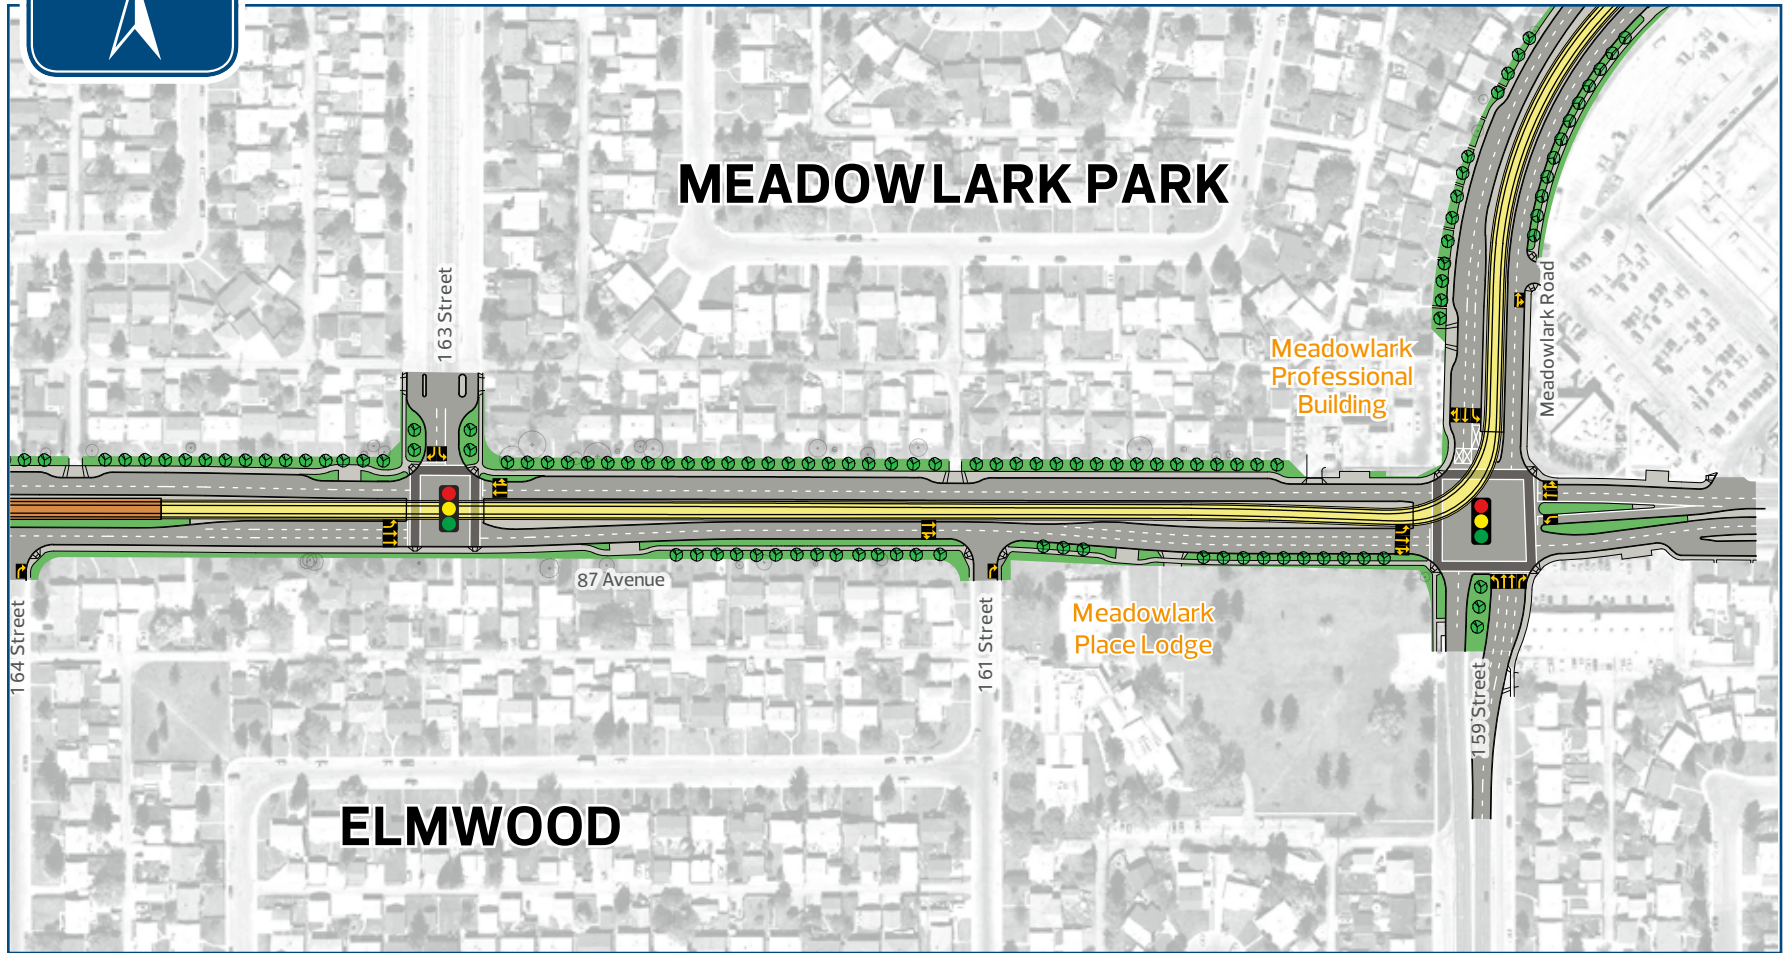 MEADOWLARK PARK
163 Street
Meadowlark Road
Meadowlark
Professional
Building
87 Avenue
164 Street
161 Street
Meadowlark
Place Lodge
159 Street
ELMWOOD